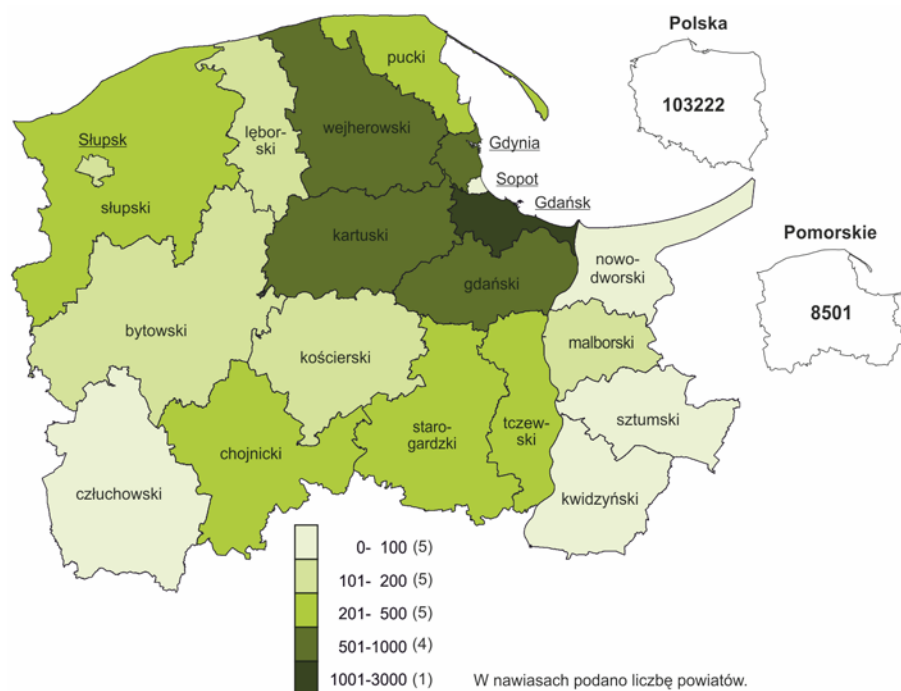 Polska
103222
pucki
Słupsk
lębor-
ski
wejherowski
Gdynia
Sopot
Gdańsk
słupski
kartuski
gdański
nowo-
dworski
Pomorskie
8501
bytowski
kościerski
malborski
sztumski
staro-
gardzki
tczew-
ski
chojnicki
człuchowski
kwidzyński
0- 100 (5)
101- 200 (5)
201- 500 (5)
501-1000 (4)
1001-3000 (1)
W nawiasach podano liczbę powiatów.